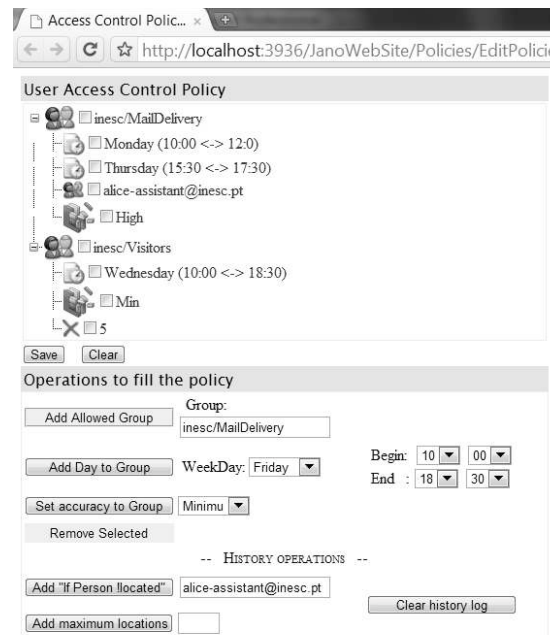 Access Control Polic... ×
http://localhost:3936/JanoWebSite/Policies/EditPolici
User Access Control Policy
inesc/MailDelivery
Monday (10:00 <-> 12:0)
Thursday (15:30 <-> 17:30)
alice-assistant@inesc.pt
High
inesc/Visitors
Wednesday (10:00 <-> 18:30)
Min
5
Save Clear
Operations to fill the policy
Group:
Add Allowed Group inesc/MailDelivery
Begin: 10 00
Add Day to Group WeekDay: Friday
End : 18 30
Set accuracy to Group Minimu
Remove Selected
-- HISTORY OPERATIONS --
Add "If Person !located" alice-assistant@inesc.pt
Clear history log
Add maximum locations